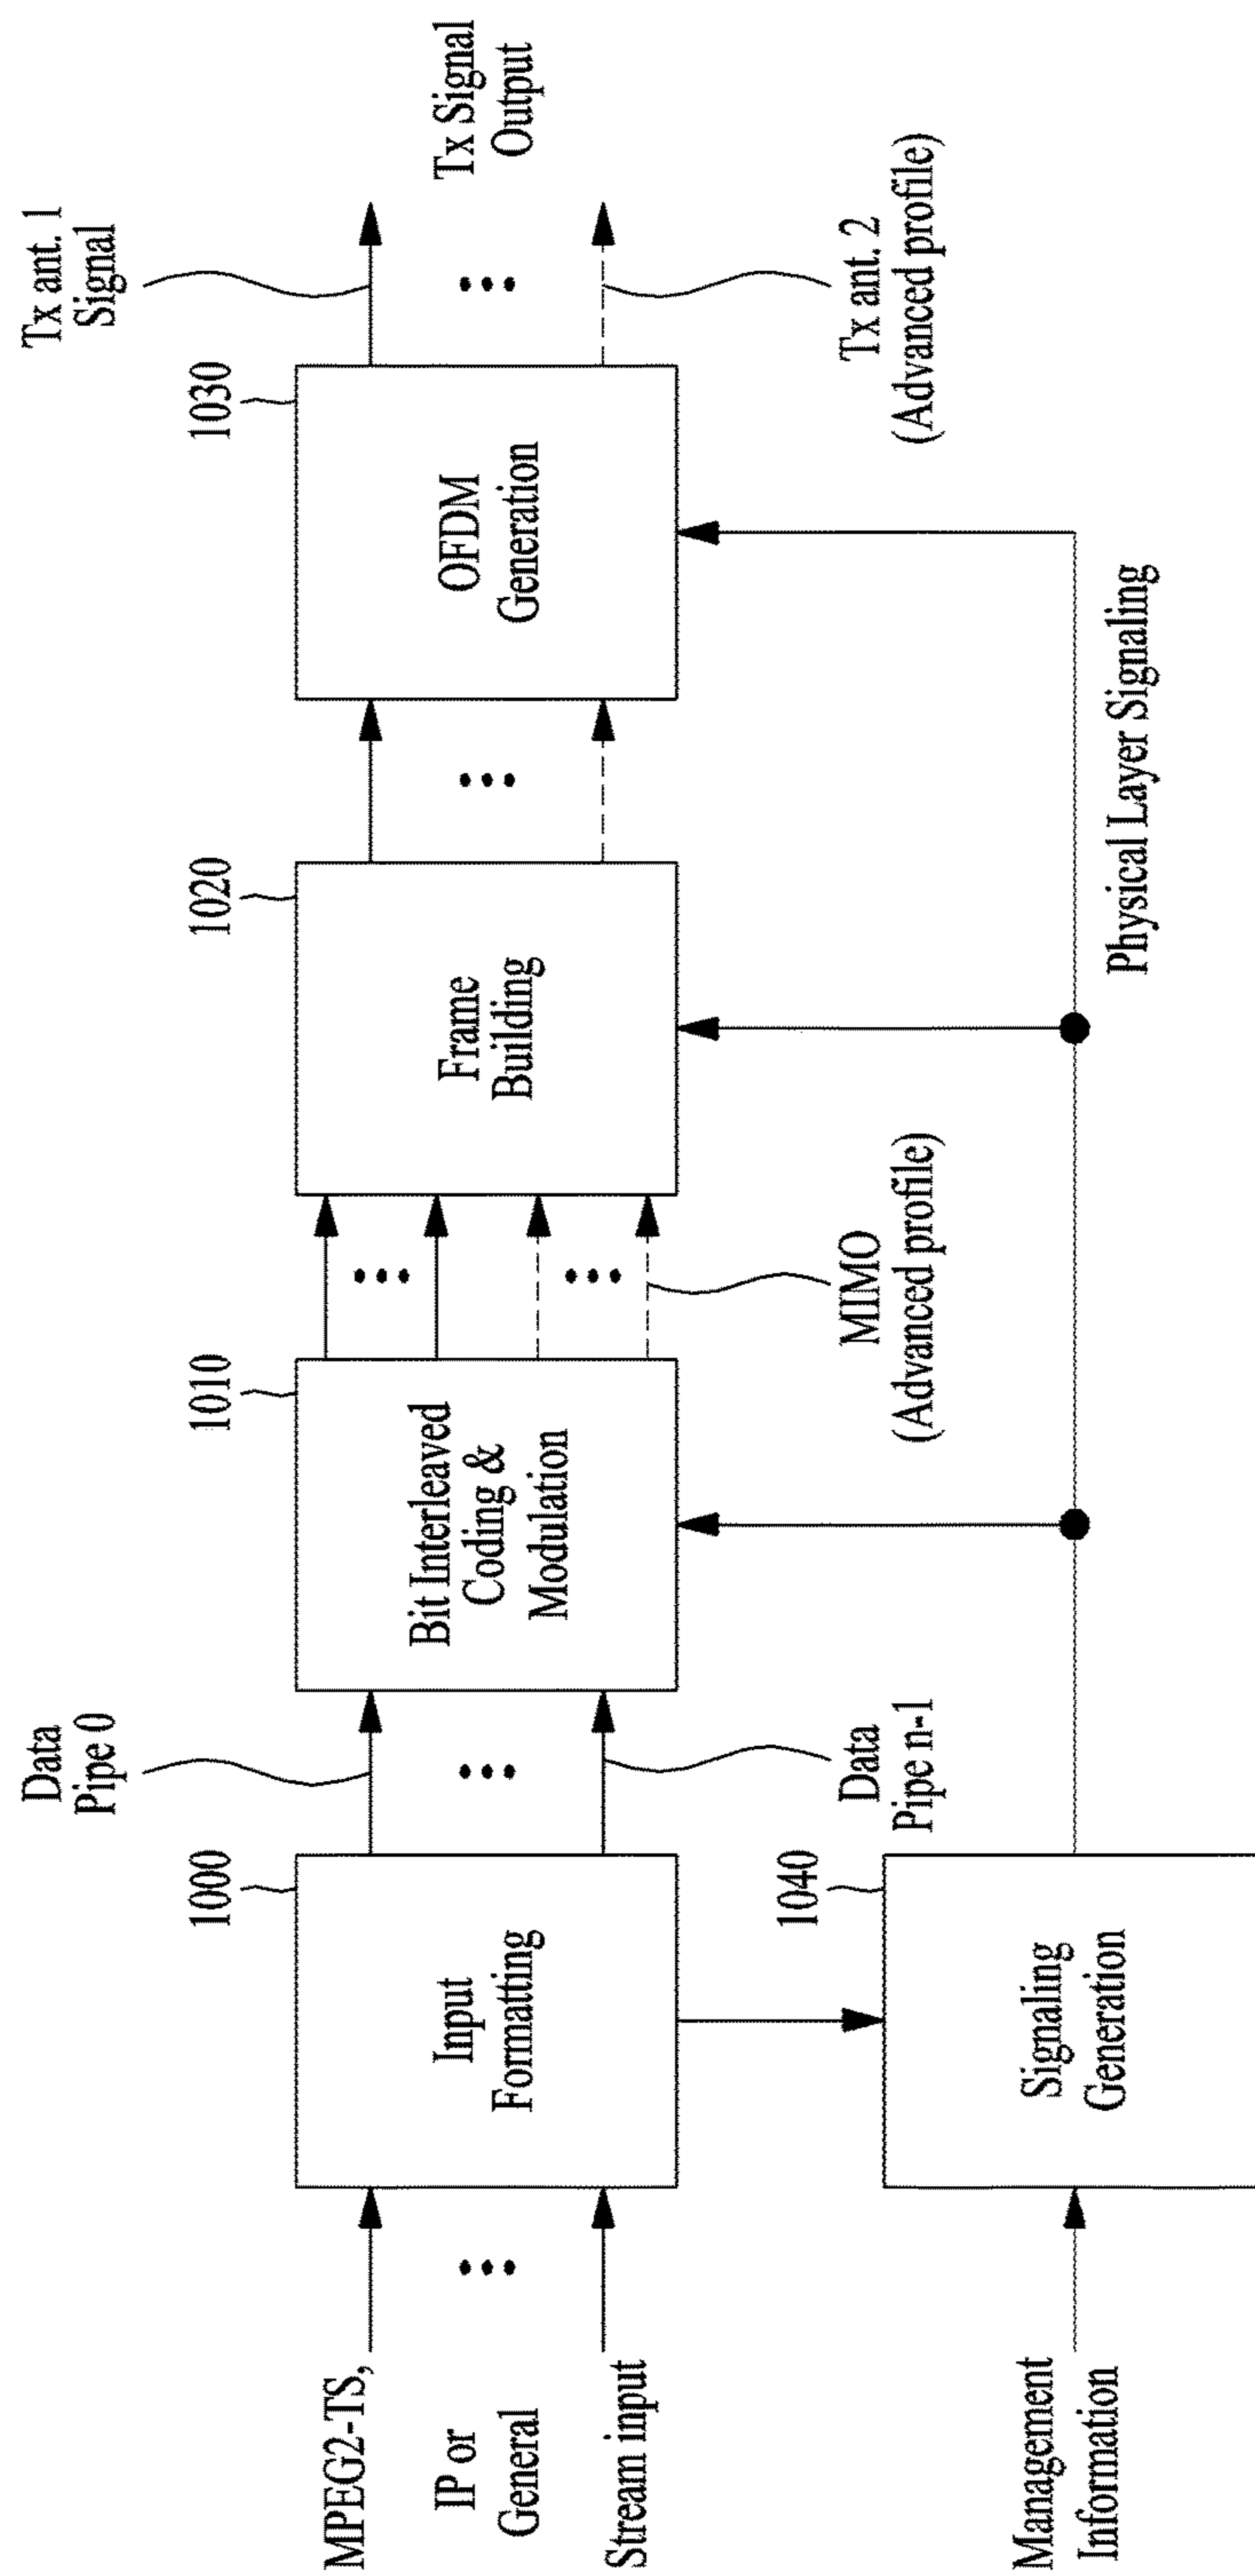 Tx ant. 1
Signal
Tx Signal
Output
Tx ant. 2
(Advanced profile)
1030
OFDM
Generation
1020
Frame
Building
Physical Layer Signaling
MIMO
(Advanced profile)
1010
Bit Interleaved
Coding &
Modulation
Data
Pipe 0
Data
Pipe n-1
1000
Input
Formatting
1040
Signaling
Generation
MPEG2-TS,
IP or
General
Stream input
Management
Information